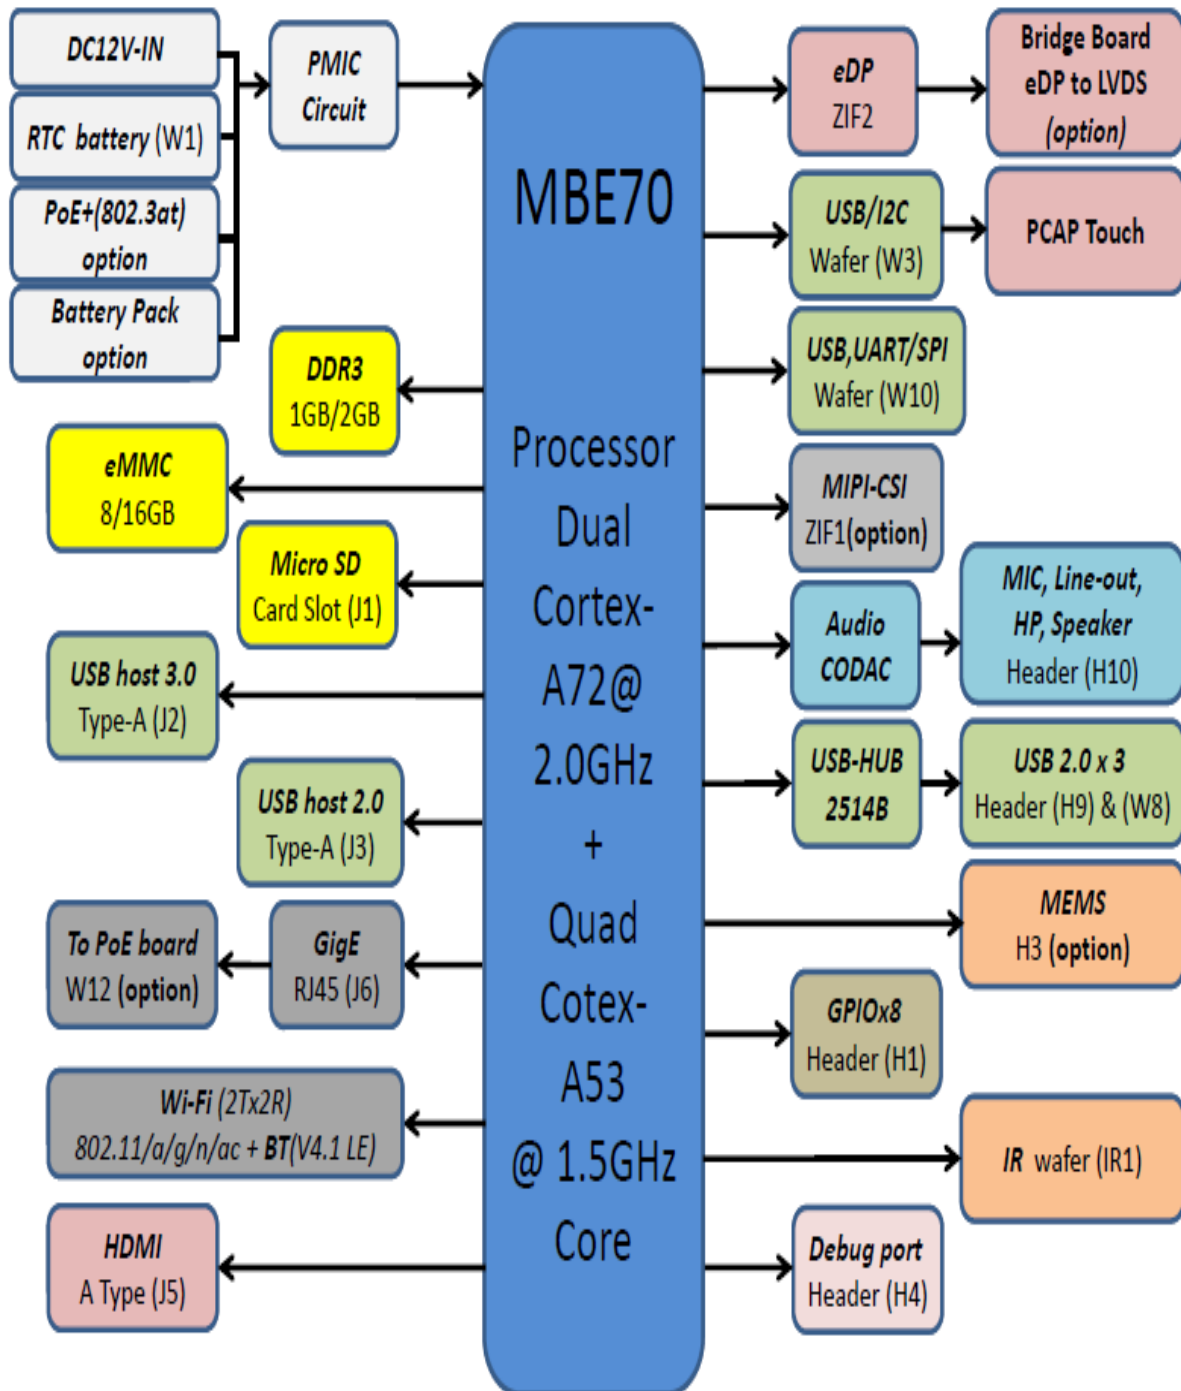 DC12V-IN
RTC battery (W1)
PoE+(802.3at)
option
Battery Pack
option
PMIC
Circuit
DDR3
1GB/2GB
eMMC
8/16GB
Micro SD
Card Slot (J1)
USB host 3.0
Type-A (J2)
USB host 2.0
Type-A (J3)
To PoE board
W12 (option)
GigE
RJ45 (J6)
Wi-Fi (2Tx2R)
802.11/a/g/n/ac + BT(V4.1 LE)
HDMI
A Type (J5)
MBE70
Processor
Dual
Cortex-
A72@
2.0GHz
+
Quad
Cotex-
A53
@ 1.5GHz
Core
eDP
ZIF2
Bridge Board
eDP to LVDS
(option)
USB/I2C
Wafer (W3)
PCAP Touch
USB,UART/SPI
Wafer (W10)
MIPI-CSI
ZIF1(option)
Audio
CODAC
MIC, Line-out,
HP, Speaker
Header (H10)
USB-HUB
2514B
USB 2.0 x 3
Header (H9) & (W8)
MEMS
H3 (option)
GPIOx8
Header (H1)
IR wafer (IR1)
Debug port
Header (H4)